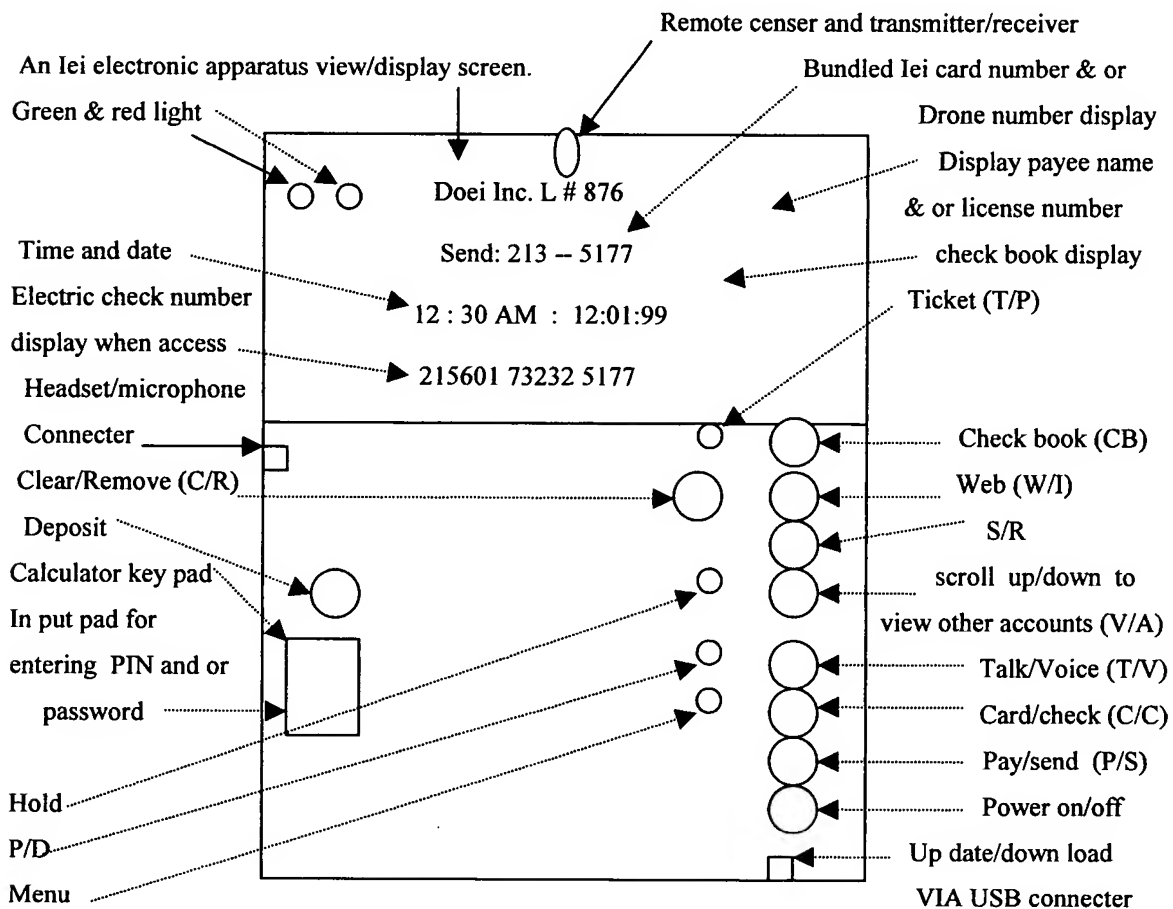 Remote censer and transmitter/receiver
An Iei electronic apparatus view/display screen.
Bundled Iei card number & or
Green & red light
Drone number display
Display payee name
Doei Inc. L # 876
& or license number
Time and date
Send: 213 -- 5177
check book display
Electric check number
12 : 30 AM : 12:01:99
Ticket (T/P)
display when access
215601 73232 5177
Headset/microphone
Connecter
Check book (CB)
Clear/Remove (C/R)
Web (W/I)
Deposit
S/R
Calculator key pad
scroll up/down to
In put pad for
view other accounts (V/A)
entering PIN and or
Talk/Voice (T/V)
password
Card/check (C/C)
Pay/send (P/S)
Hold
Power on/off
P/D
Up date/down load
Menu
VIA USB connecter